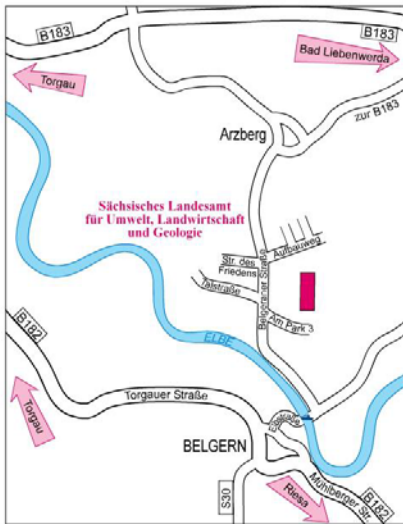 B183
B183
Bad Liebenwerda
Torgau
zur B183
Arzberg
Sächsisches Landesamt
für Umwelt, Landwirtschaft
und Geologie
Aufbauweg
Str. des
Friedens
Belgeraner Straße
Talstraße
Am Park 3
ELBE
B182
Torgau
Torgauer Straße
Elbstraße
BELGERN
Mühlberger Str.
B182
S30
Riesa